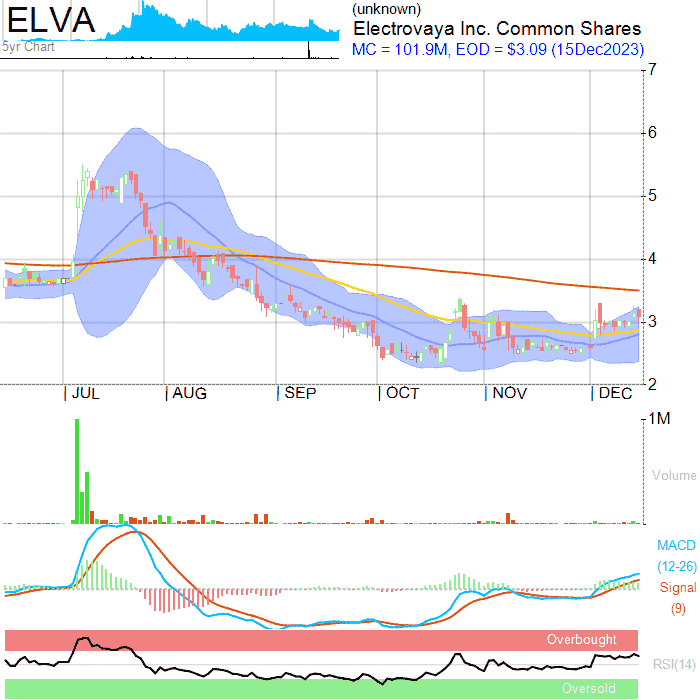 ELVA
(unknown)
Electrovaya Inc. Common Shares
5yr Chart
MC = 101.9M, EOD = $3.09 (15Dec2023)
7
6
5
4
3
2
JUL AUG SEP OCT NOV DEC
1M
Volume
MACD
(12-26)
Signal
(9)
Overbought
RSI(14)
Oversold